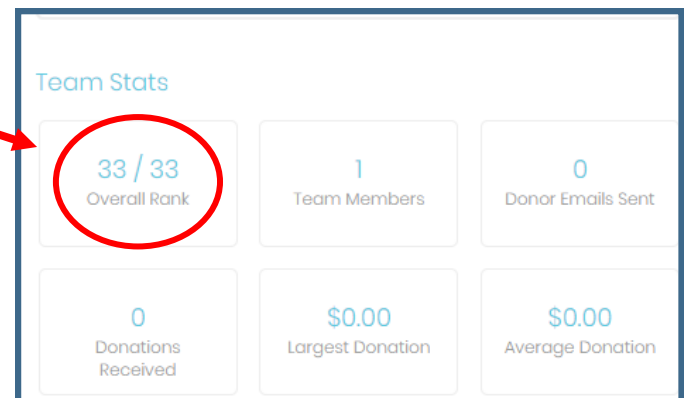 Team Stats
33 / 33
Overall Rank
1
Team Members
0
Donor Emails Sent
0
Donations
Received
$0.00
Largest Donation
$0.00
Average Donation